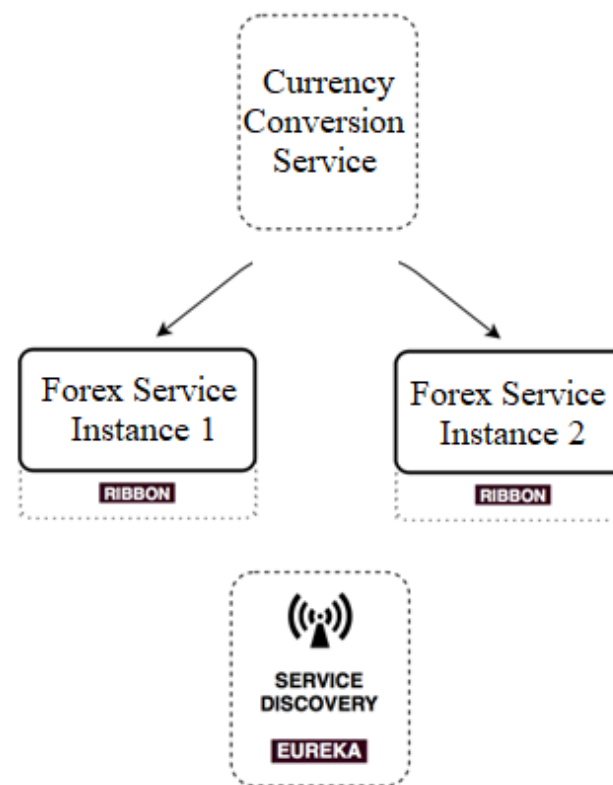 Currency
Conversion
Service
Forex Service
Instance 1
RIBBON
Forex Service
Instance 2
RIBBON
SERVICE
DISCOVERY
EUREKA